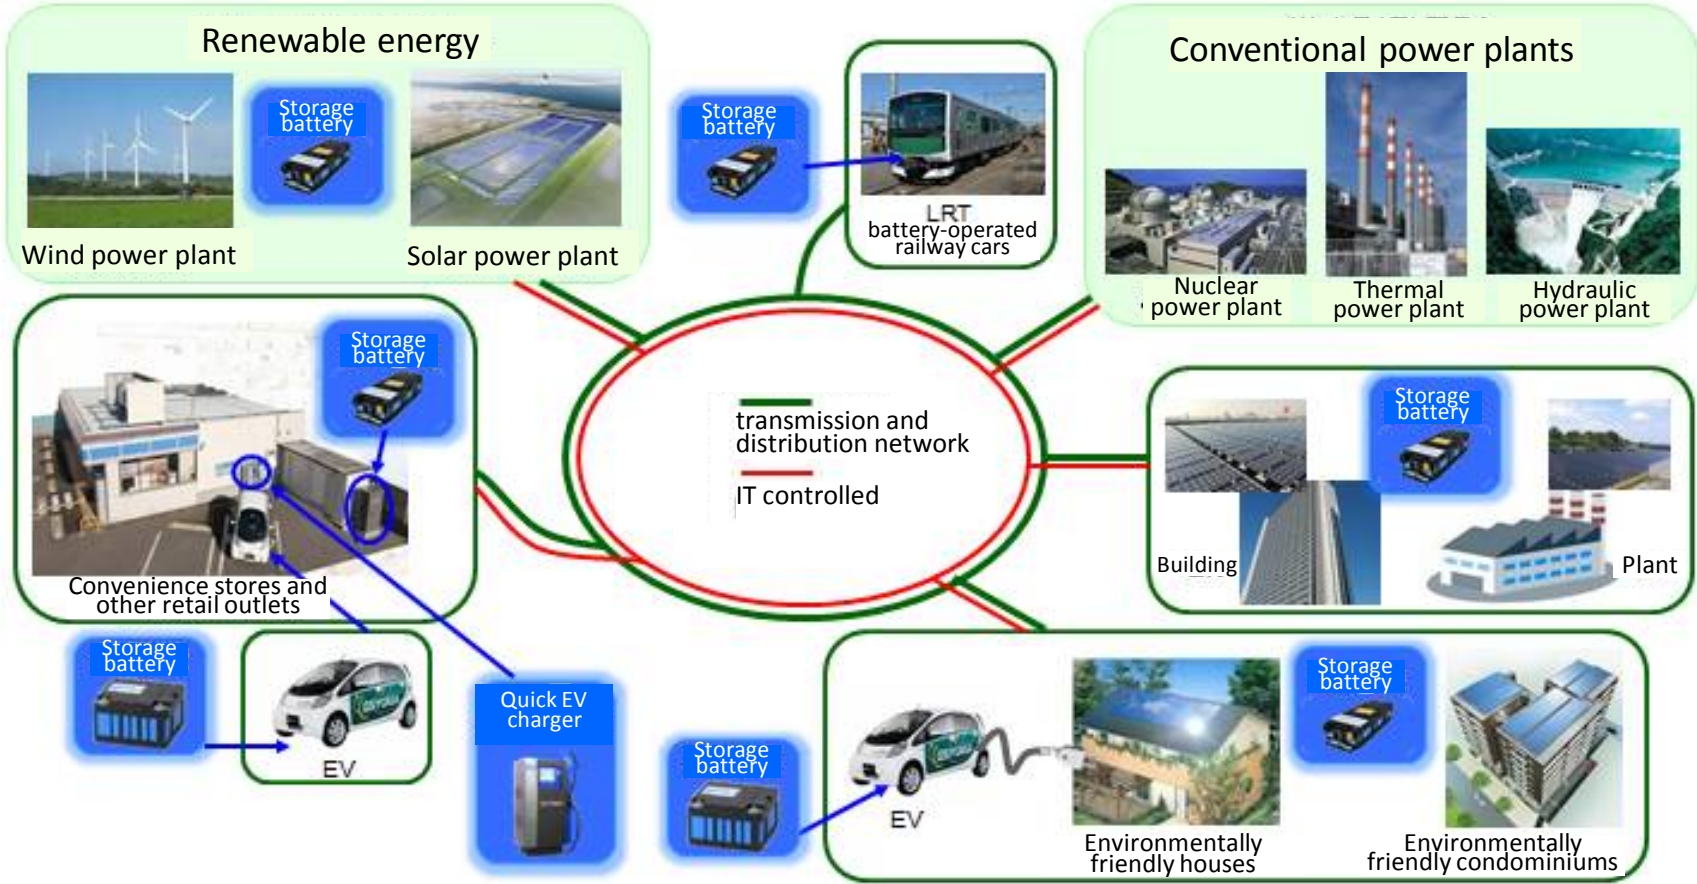 Renewable energy
Storage
battery
Wind power plant
Solar power plant
Storage
battery
LRT
battery-operated
railway cars
Conventional power plants
Nuclear
power plant
Thermal
power plant
Hydraulic
power plant
Storage
battery
Convenience stores and
other retail outlets
transmission and
distribution network
IT controlled
Storage
battery
Building
Plant
Storage
battery
EV
Quick EV
charger
Storage
battery
EV
Environmentally
friendly houses
Storage
battery
Environmentally
friendly condominiums